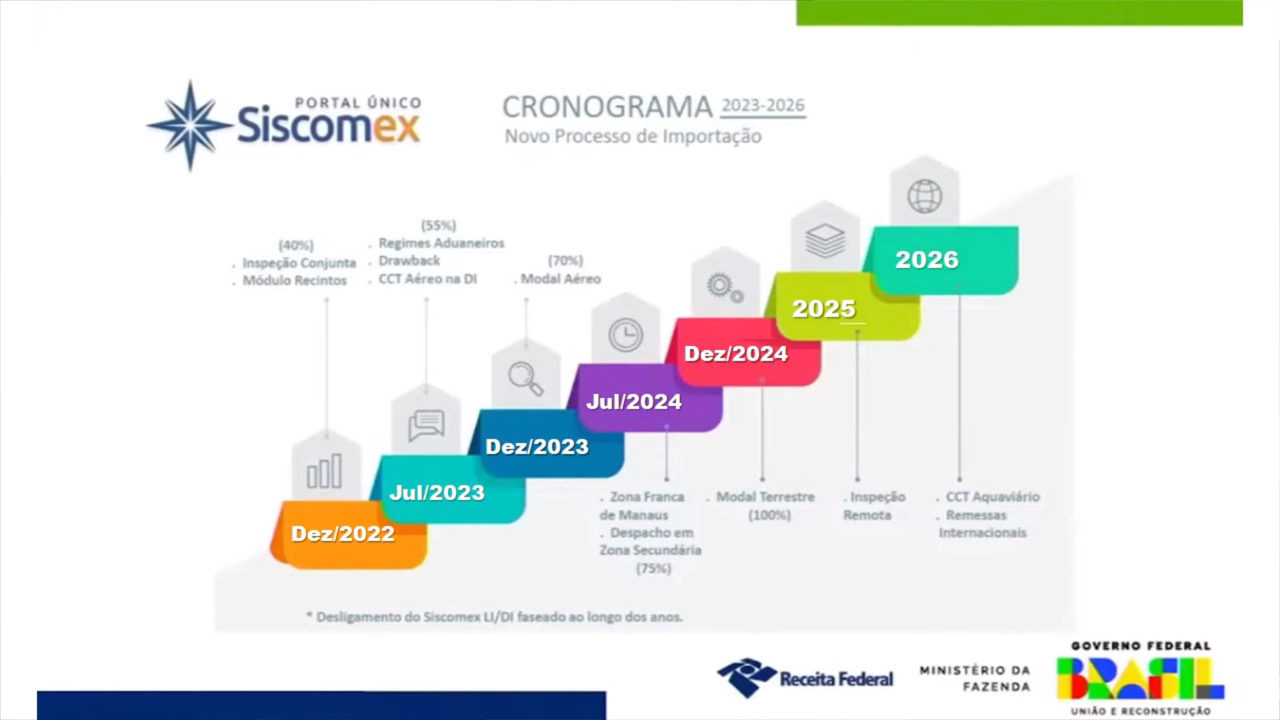 PORTAL ÚNICO
Siscomex
CRONOGRAMA 2023-2026
Novo Processo de Importação
(40%)
. Inspeção Conjunta
. Módulo Recintos
(55%)
. Regimes Aduaneiros
. Drawback
. CCT Aéreo na DI
(70%)
. Modal Aéreo
2026
2025
Dez/2024
Jul/2024
Dez/2023
Jul/2023
Dez/2022
. Zona Franca
de Manaus
. Despacho em
Zona Secundária
(75%)
. Modal Terrestre
(100%)
. Inspeção
Remota
. CCT Aquaviário
. Remessas
Internacionais
* Desligamento do Siscomex LI/DI faseado ao longo dos anos.
Receita Federal
MINISTÉRIO DA
FAZENDA
GOVERNO FEDERAL
BRASIL
UNIÃO E RECONSTRUÇÃO